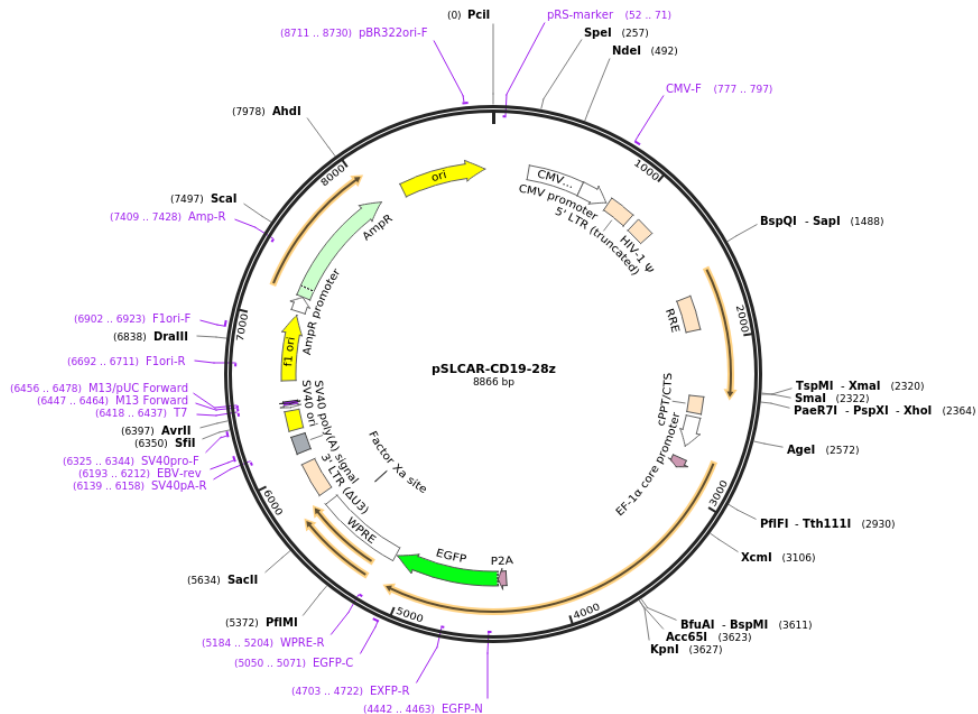 (0) PciI
pRS-marker (52 .. 71)
SpeI (257)
NdeI (492)
CMV-F (777 .. 797)
BspQI - SapI (1488)
TspMI - XmaI (2320)
SmaI (2322)
PaeR7I - PspXI - XhoI (2364)
AgeI (2572)
PflFI - Tth111I (2930)
XcmI (3106)
BfuAI - BspMI (3611)
Acc65I (3623)
KpnI (3627)
(4442 .. 4463) EGFP-N
(4703 .. 4722) EXFP-R
(5050 .. 5071) EGFP-C
(5184 .. 5204) WPRE-R
(5372) PflMI
(5634) SacII
(6139 .. 6158) SV40pA-R
(6193 .. 6212) EBV-rev
(6325 .. 6344) SV40pro-F
(6350) SfiI
(6397) AvrII
(6418 .. 6437) T7
(6447 .. 6464) M13 Forward
(6456 .. 6478) M13/pUC Forward
(6692 .. 6711) F1ori-R
(6838) DraIII
(6902 .. 6923) F1ori-F
(7409 .. 7428) Amp-R
(7497) ScaI
(7978) AhdI
(8711 .. 8730) pBR322ori-F
1000
2000
3000
4000
5000
6000
7000
8000
CMV...
CMV promoter
5' LTR (truncated)
HIV-1 Ψ
RRE
cPPT/CTS
EF-1α core promoter
P2A
EGFP
WPRE
Factor Xa site
3' LTR (ΔU3)
SV40 poly(A) signal
SV40 ori
f1 ori
AmpR promoter
AmpR
ori
pSLCAR-CD19-28z
8866 bp